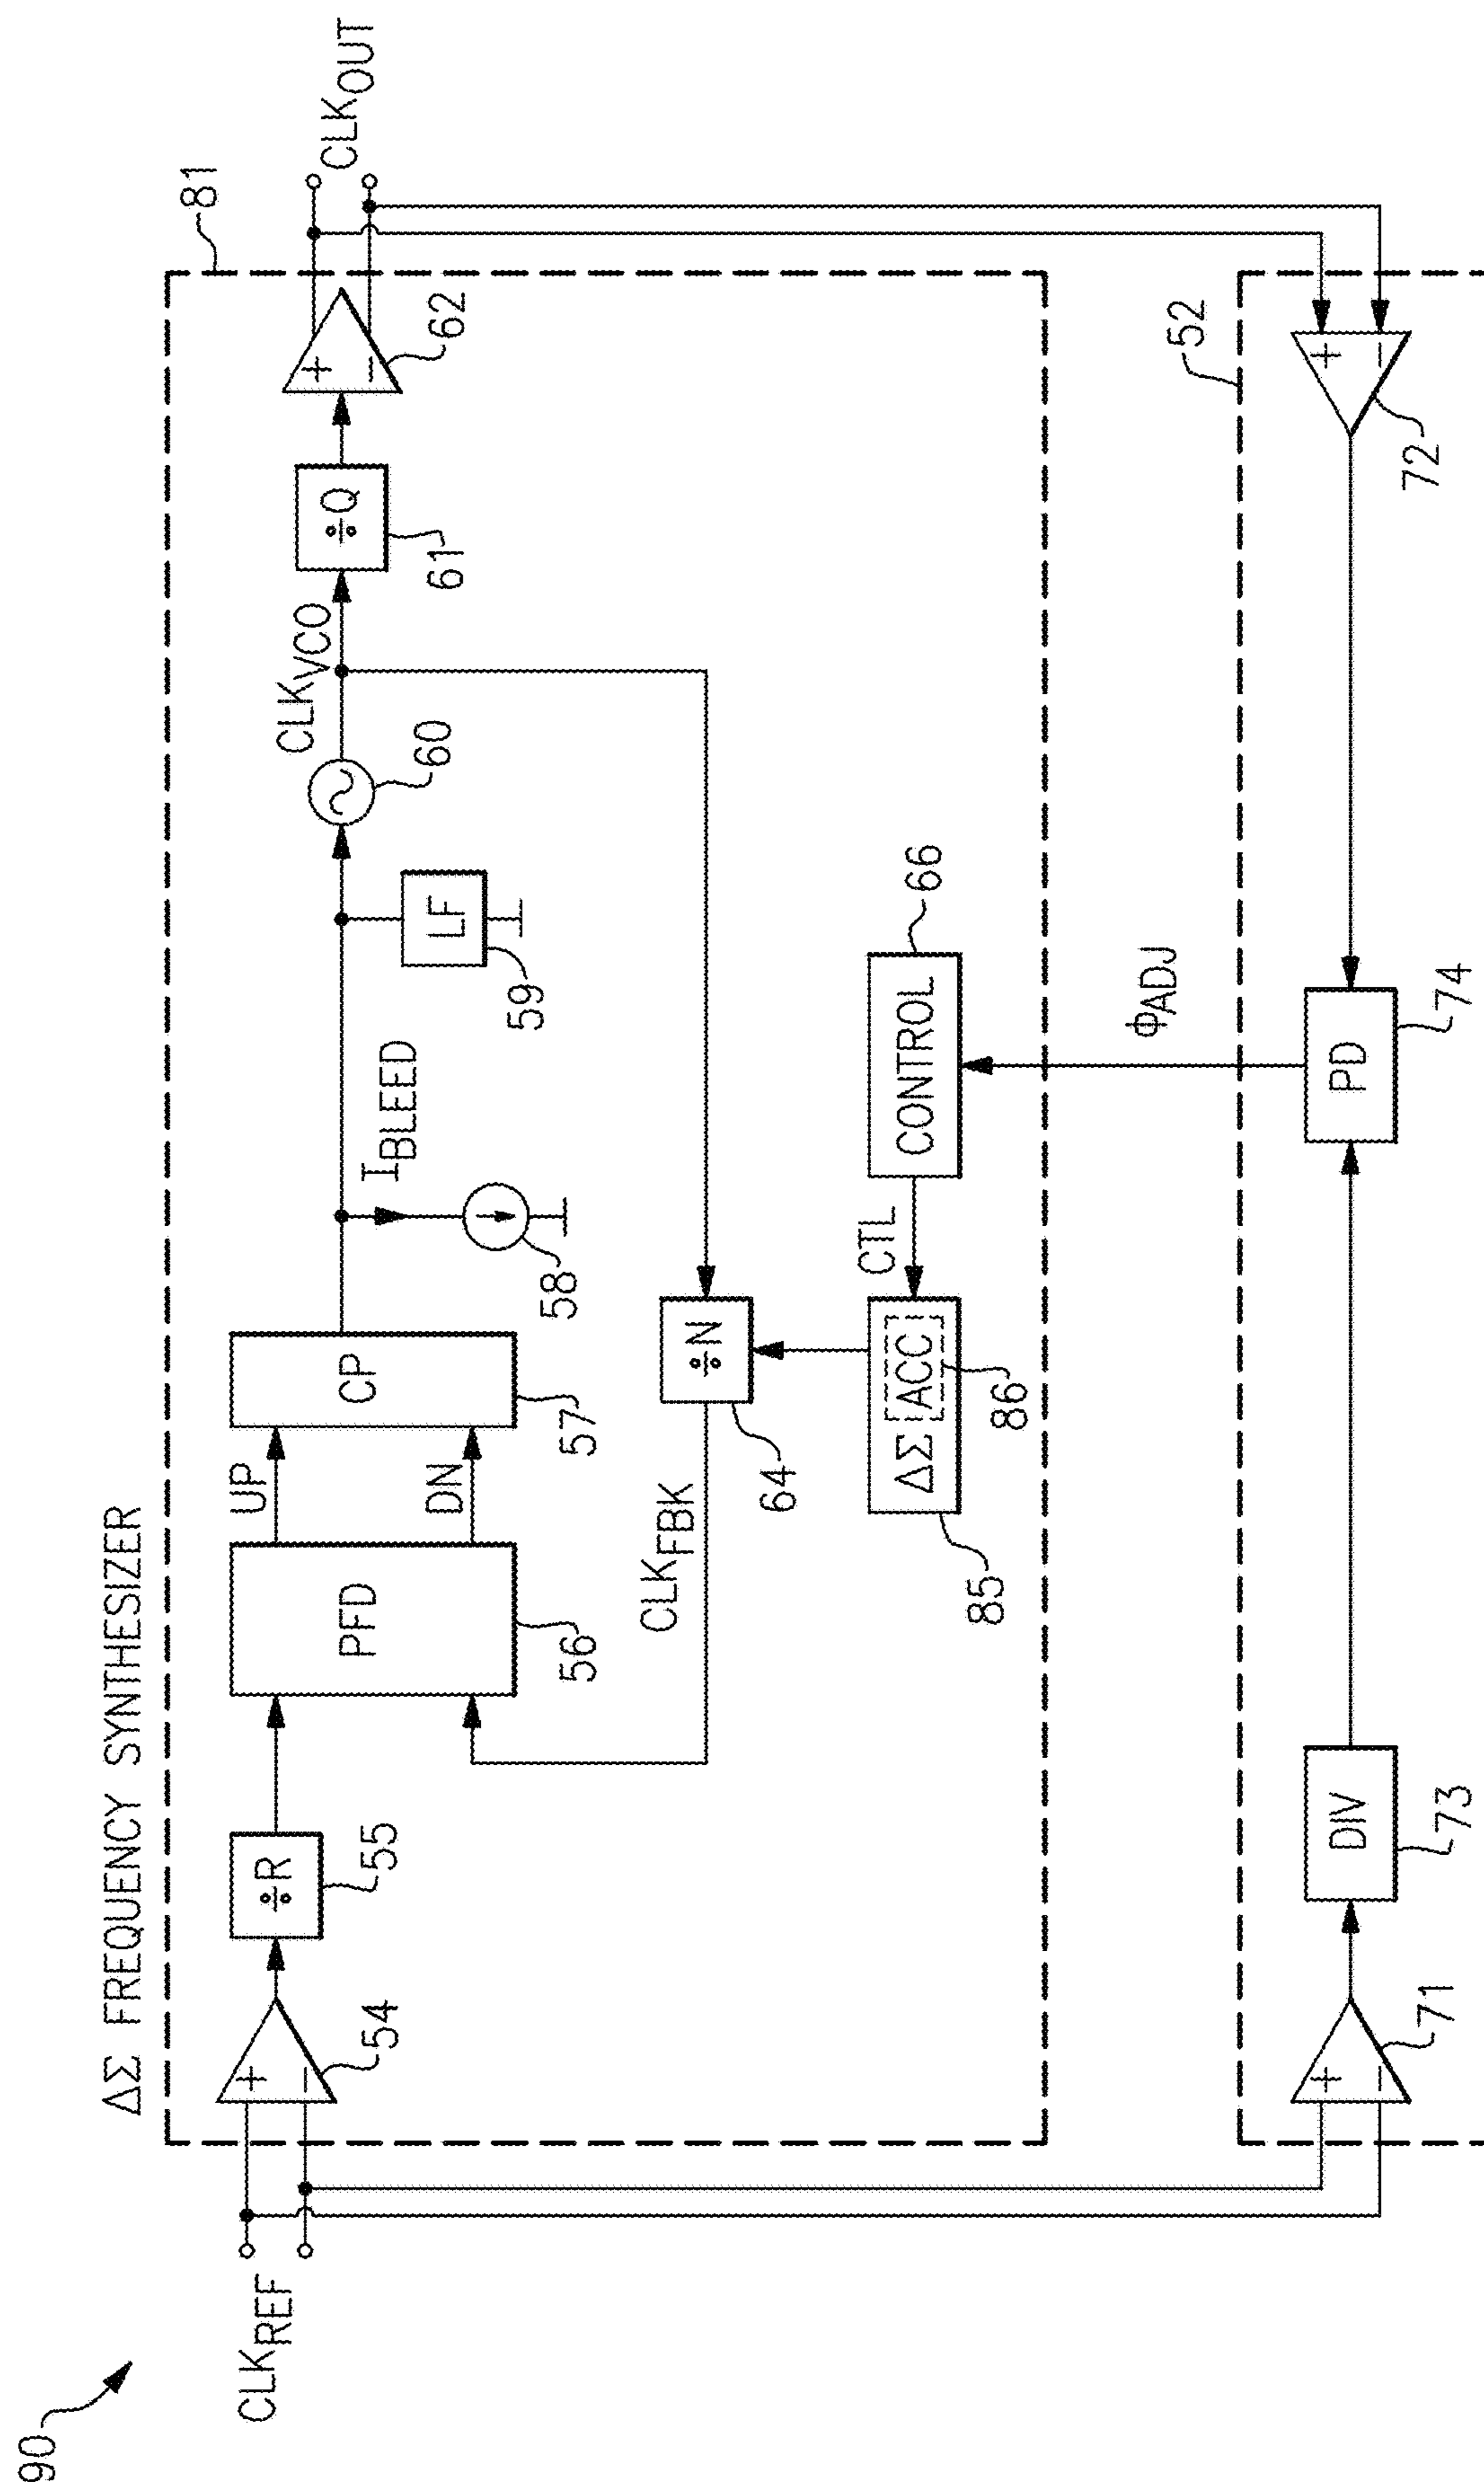 90
ΔΣ FREQUENCY SYNTHESIZER
81
CLKREF
+
−
54
÷R
55
PFD
56
UP
DN
CP
57
IBLEED
58
LF
59
60
CLKVCO
÷Q
61
+
−
62
CLKOUT
CLKFBK
÷N
64
ΔΣ ACC
85
86
CTL
CONTROL
66
ΦADJ
52
+
−
71
DIV
73
PD
74
+
−
72